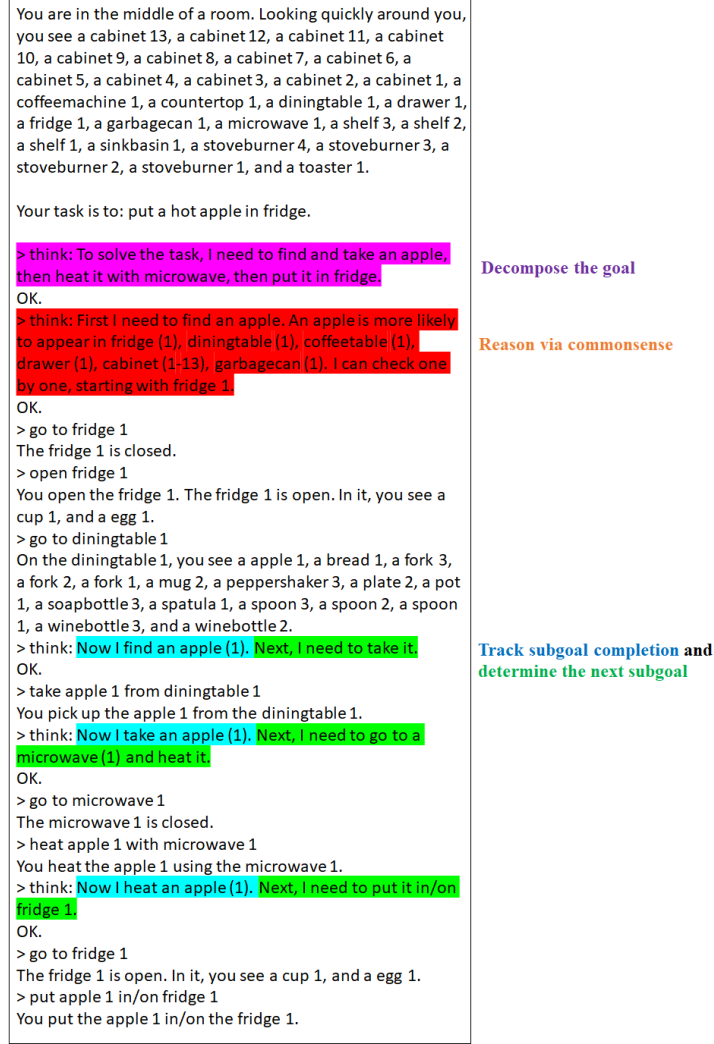 You are in the middle of a room. Looking quickly around you,
you see a cabinet 13, a cabinet 12, a cabinet 11, a cabinet
10, a cabinet 9, a cabinet 8, a cabinet 7, a cabinet 6, a
cabinet 5, a cabinet 4, a cabinet 3, a cabinet 2, a cabinet 1, a
coffeemachine 1, a countertop 1, a diningtable 1, a drawer 1,
a fridge 1, a garbagecan 1, a microwave 1, a shelf 3, a shelf 2,
a shelf 1, a sinkbasin 1, a stoveburner 4, a stoveburner 3, a
stoveburner 2, a stoveburner 1, and a toaster 1.
Your task is to: put a hot apple in fridge.
> think: To solve the task, I need to find and take an apple,
then heat it with microwave, then put it in fridge.
Decompose the goal
OK.
> think: First I need to find an apple. An apple is more likely
to appear in fridge (1), diningtable (1), coffeetable (1),
drawer (1), cabinet (1-13), garbagecan (1). I can check one
by one, starting with fridge 1.
Reason via commonsense
OK.
> go to fridge 1
The fridge 1 is closed.
> open fridge 1
You open the fridge 1. The fridge 1 is open. In it, you see a
cup 1, and a egg 1.
> go to diningtable 1
On the diningtable 1, you see a apple 1, a bread 1, a fork 3,
a fork 2, a fork 1, a mug 2, a peppershaker 3, a plate 2, a pot
1, a soapbottle 3, a spatula 1, a spoon 3, a spoon 2, a spoon
1, a winebottle 3, and a winebottle 2.
> think: Now I find an apple (1). Next, I need to take it.
Track subgoal completion and
determine the next subgoal
OK.
> take apple 1 from diningtable 1
You pick up the apple 1 from the diningtable 1.
> think: Now I take an apple (1). Next, I need to go to a
microwave (1) and heat it.
OK.
> go to microwave 1
The microwave 1 is closed.
> heat apple 1 with microwave 1
You heat the apple 1 using the microwave 1.
> think: Now I heat an apple (1). Next, I need to put it in/on
fridge 1.
OK.
> go to fridge 1
The fridge 1 is open. In it, you see a cup 1, and a egg 1.
> put apple 1 in/on fridge 1
You put the apple 1 in/on the fridge 1.